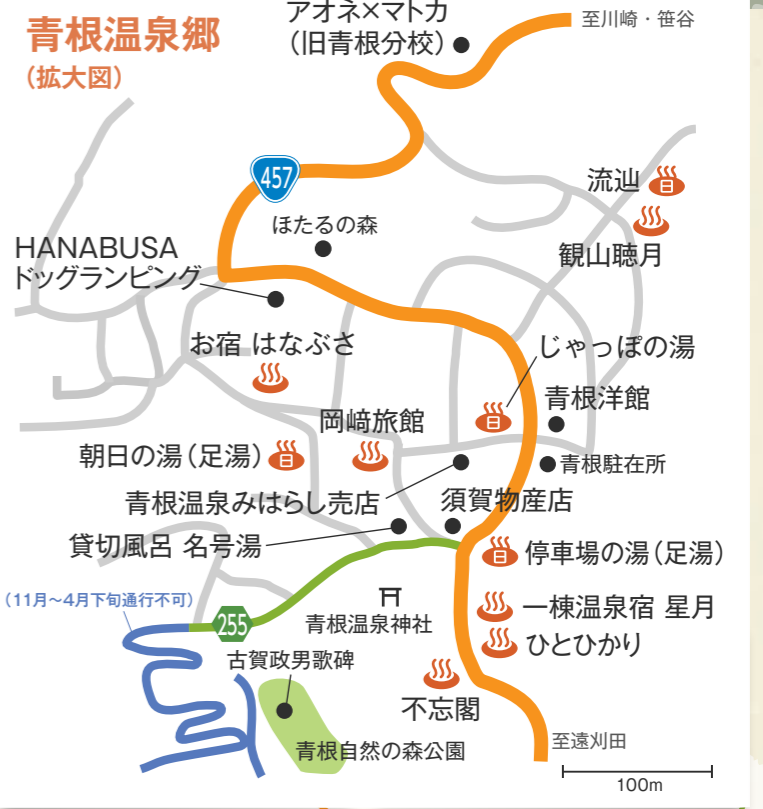 アオネ×マトカ
（旧青根分校）
至川崎・笹谷
青根温泉郷
（拡大図）
457
流辿
日
ほたるの森
観山聴月
HANABUSA
ドッグランピング
お宿 はなぶさ
じゃっぽの湯
日
青根洋館
岡﨑旅館
朝日の湯（足湯）
日
青根駐在所
青根温泉みはらし売店
須賀物産店
貸切風呂 名号湯
日
停車場の湯（足湯）
（11月〜4月下旬通行不可）
一棟温泉宿 星月
255
青根温泉神社
ひとひかり
古賀政男歌碑
不忘閣
青根自然の森公園
至遠刈田
100m